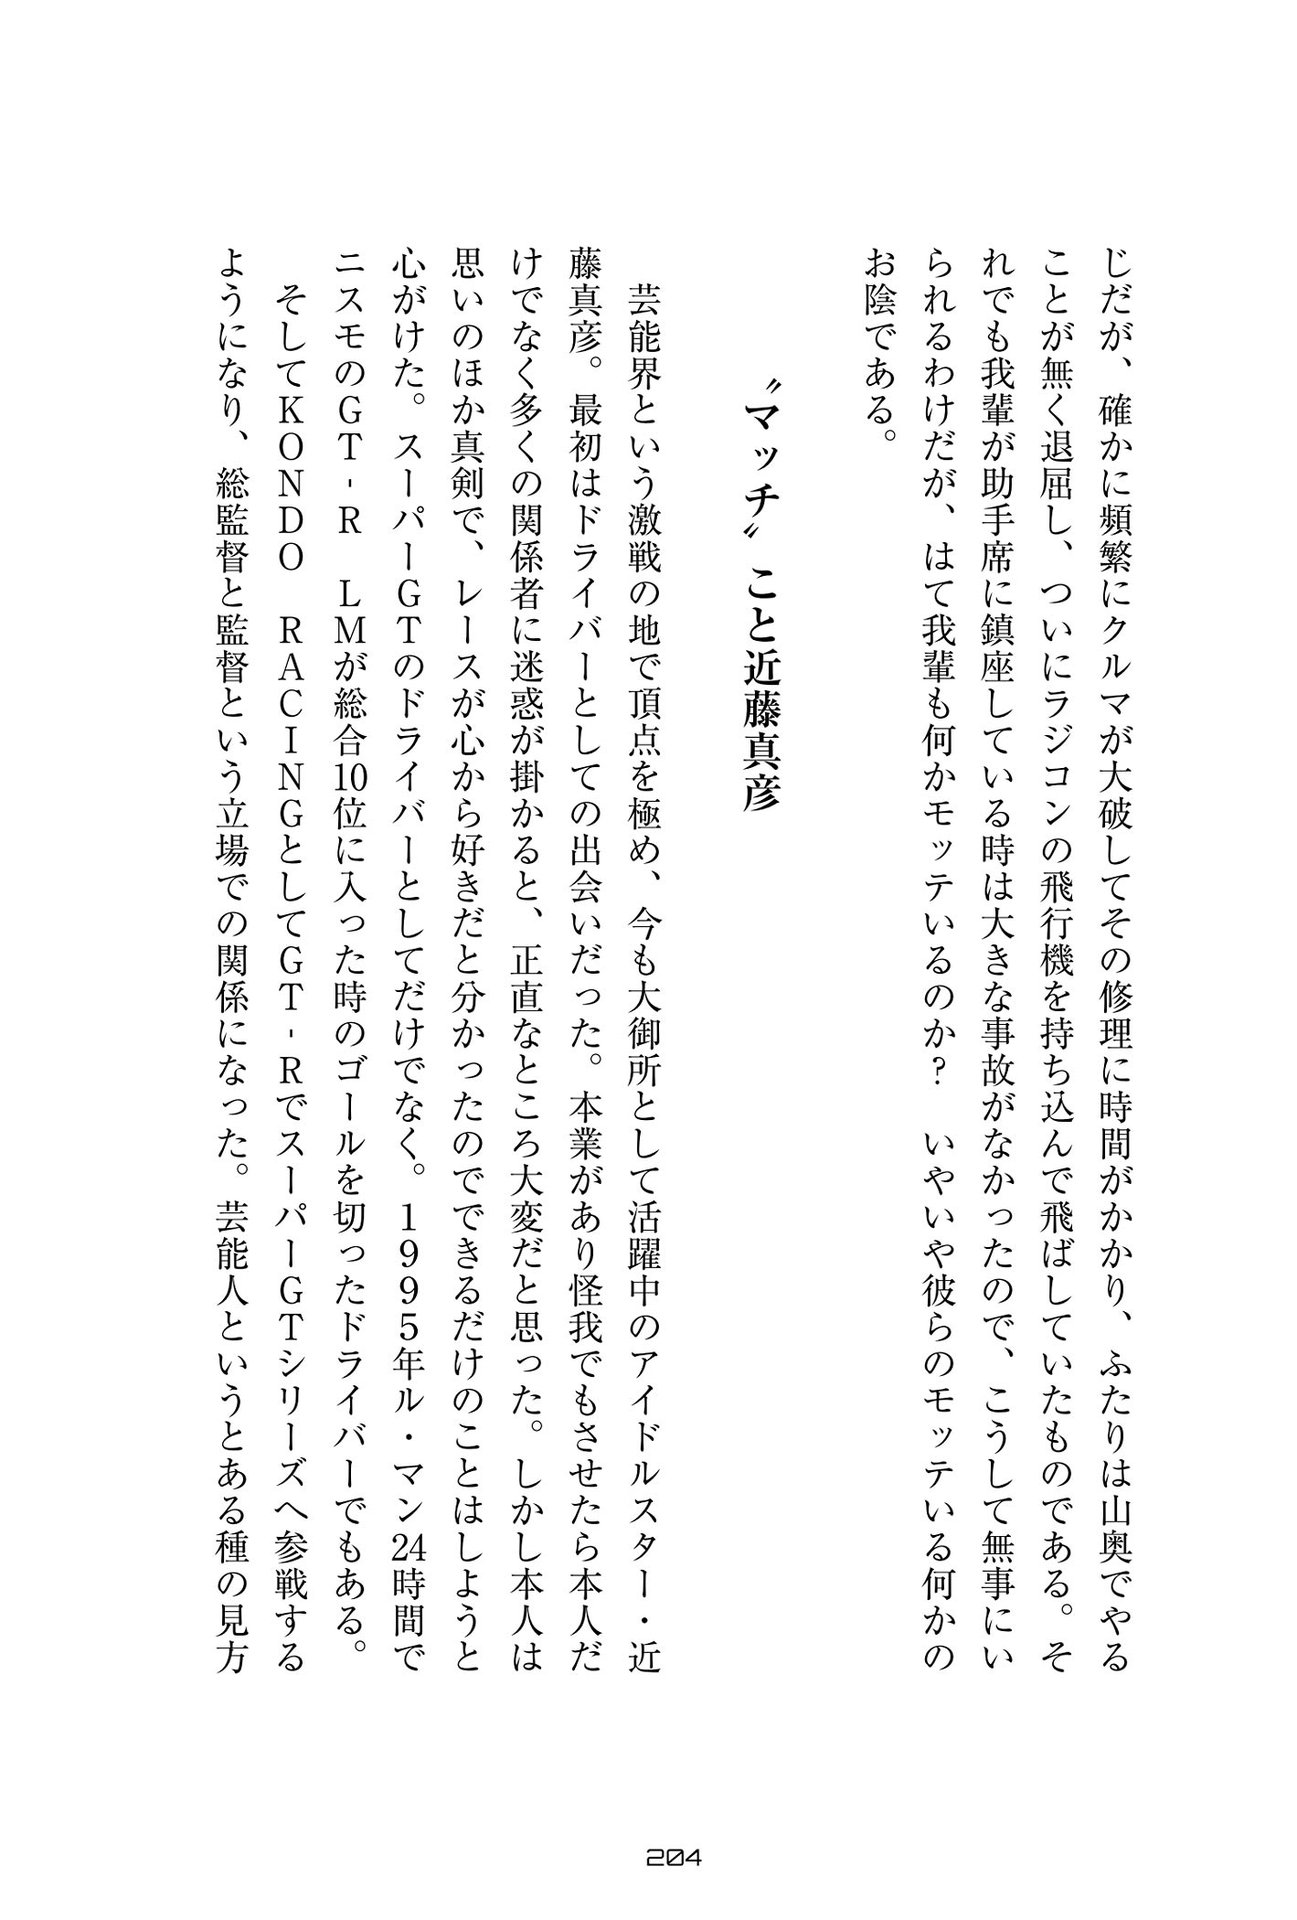 じだが、確かに頻繁にクルマが大破してその修理に時間がかかり、ふたりは山奥でやる
ことが無く退屈し、ついにラジコンの飛行機を持ち込んで飛ばしていたものである。そ
れでも我輩が助手席に鎮座している時は大きな事故がなかったので、こうして無事にい
られるわけだが、はて我輩も何かモッテいるのか?　いやいや彼らのモッテいる何かの
お陰である。
〝マッチ〟こと近藤真彦
　芸能界という激戦の地で頂点を極め、今も大御所として活躍中のアイドルスター・近
藤真彦。最初はドライバーとしての出会いだった。本業があり怪我でもさせたら本人だ
けでなく多くの関係者に迷惑が掛かると、正直なところ大変だと思った。しかし本人は
思いのほか真剣で、レースが心から好きだと分かったのでできるだけのことはしようと
心がけた。スーパーGTのドライバーとしてだけでなく。1995年ル・マン24時間で
ニスモのGT-R　LMが総合10位に入った時のゴールを切ったドライバーでもある。
　そしてKONDO　RACINGとしてGT-RでスーパーGTシリーズへ参戦する
ようになり、総監督と監督という立場での関係になった。芸能人というとある種の見方
204